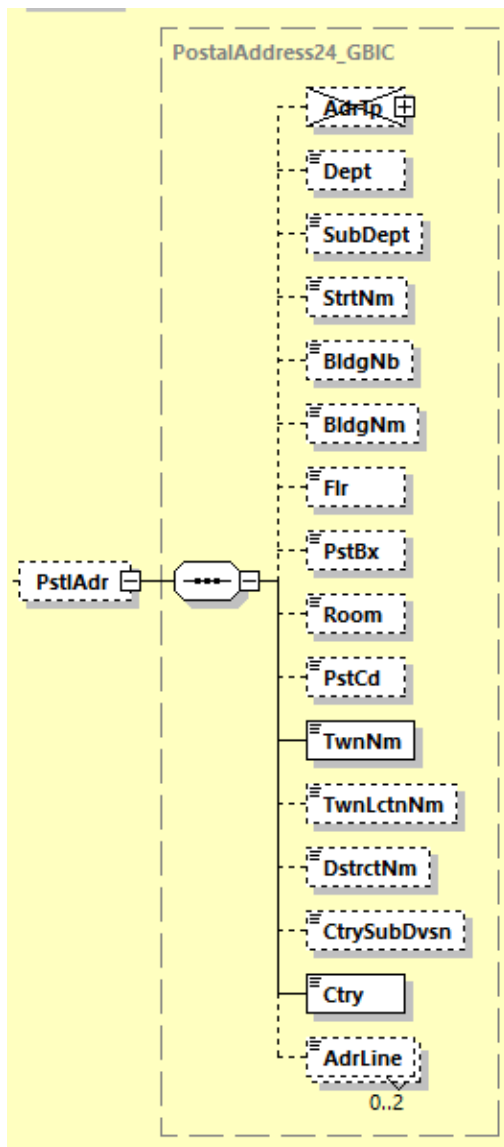 PostalAddress24_GBIC
AdrTp
Dept
SubDept
StrtNm
BldgNb
BldgNm
Flr
PstBx
PstlAdr
Room
PstCd
TwnNm
TwnLctnNm
DstrctNm
CtrySubDvsn
Ctry
AdrLine
0..2